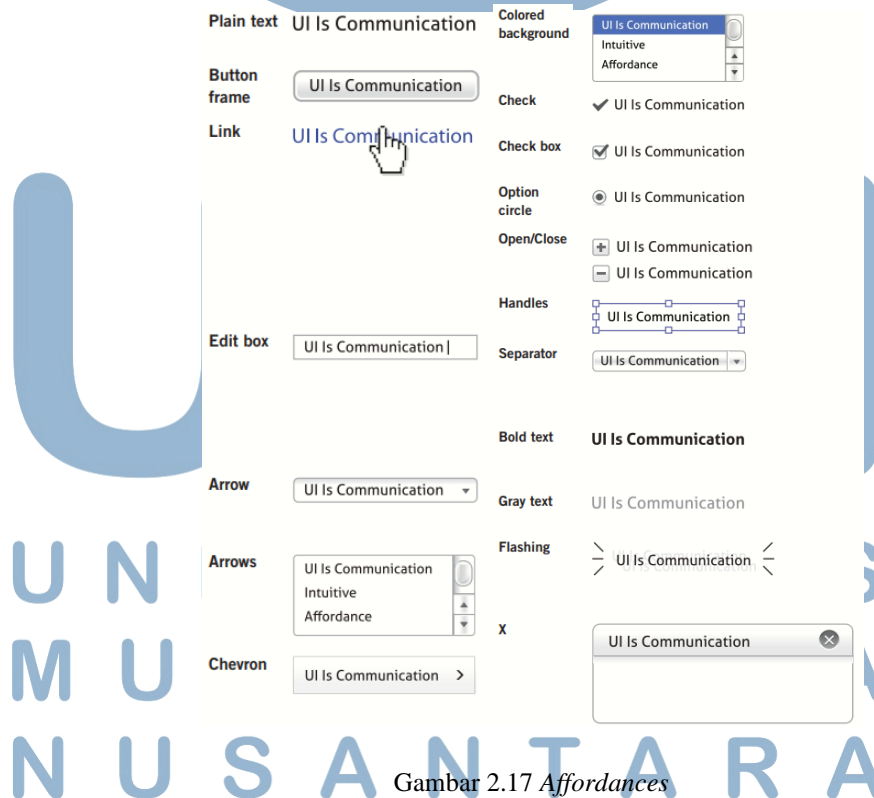 Plain text UI Is Communication
Button frame
UI Is Communication
Link UI Is Communication
Edit box UI Is Communication
Arrow UI Is Communication
Arrows UI Is Communication
Intuitive
Affordance
Chevron UI Is Communication >
Colored background
UI Is Communication
Intuitive
Affordance
Check UI Is Communication
Check box UI Is Communication
Option circle
UI Is Communication
Open/Close UI Is Communication
UI Is Communication
Handles UI Is Communication
Separator UI Is Communication
Bold text UI Is Communication
Gray text UI Is Communication
Flashing UI Is Communication
X UI Is Communication
U N
M U
N U S A N T A R A
Gambar 2.17 Affordances